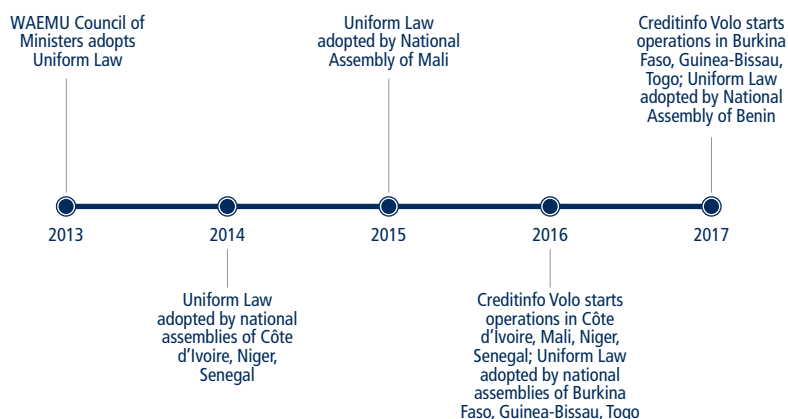 WAEMU Council of
Ministers adopts
Uniform Law
Uniform Law
adopted by National
Assembly of Mali
Creditinfo Volo starts
operations in Burkina
Faso, Guinea-Bissau,
Togo; Uniform Law
adopted by National
Assembly of Benin
2013
2014
2015
2016
2017
Uniform Law
adopted by national
assemblies of Côte
d’Ivoire, Niger,
Senegal
Creditinfo Volo starts
operations in Côte
d’Ivoire, Mali, Niger,
Senegal; Uniform Law
adopted by national
assemblies of Burkina
Faso, Guinea-Bissau, Togo